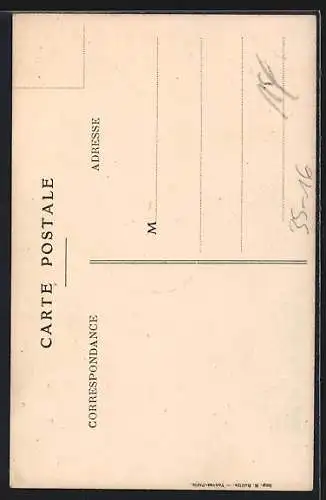 CARTE POSTALE
CORRESPONDANCE
ADRESSE
M
35-16